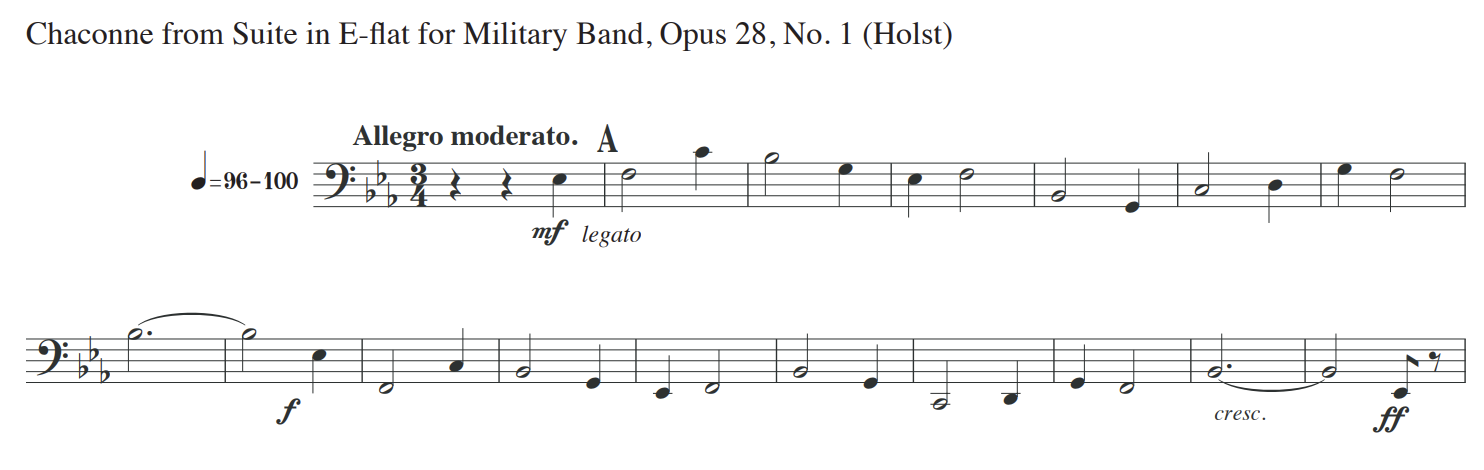 Chaconne from Suite in E-flat for Military Band, Opus 28, No. 1 (Holst)
Allegro moderato. A
=96-100
3
4
mf legato
f
cresc. ff